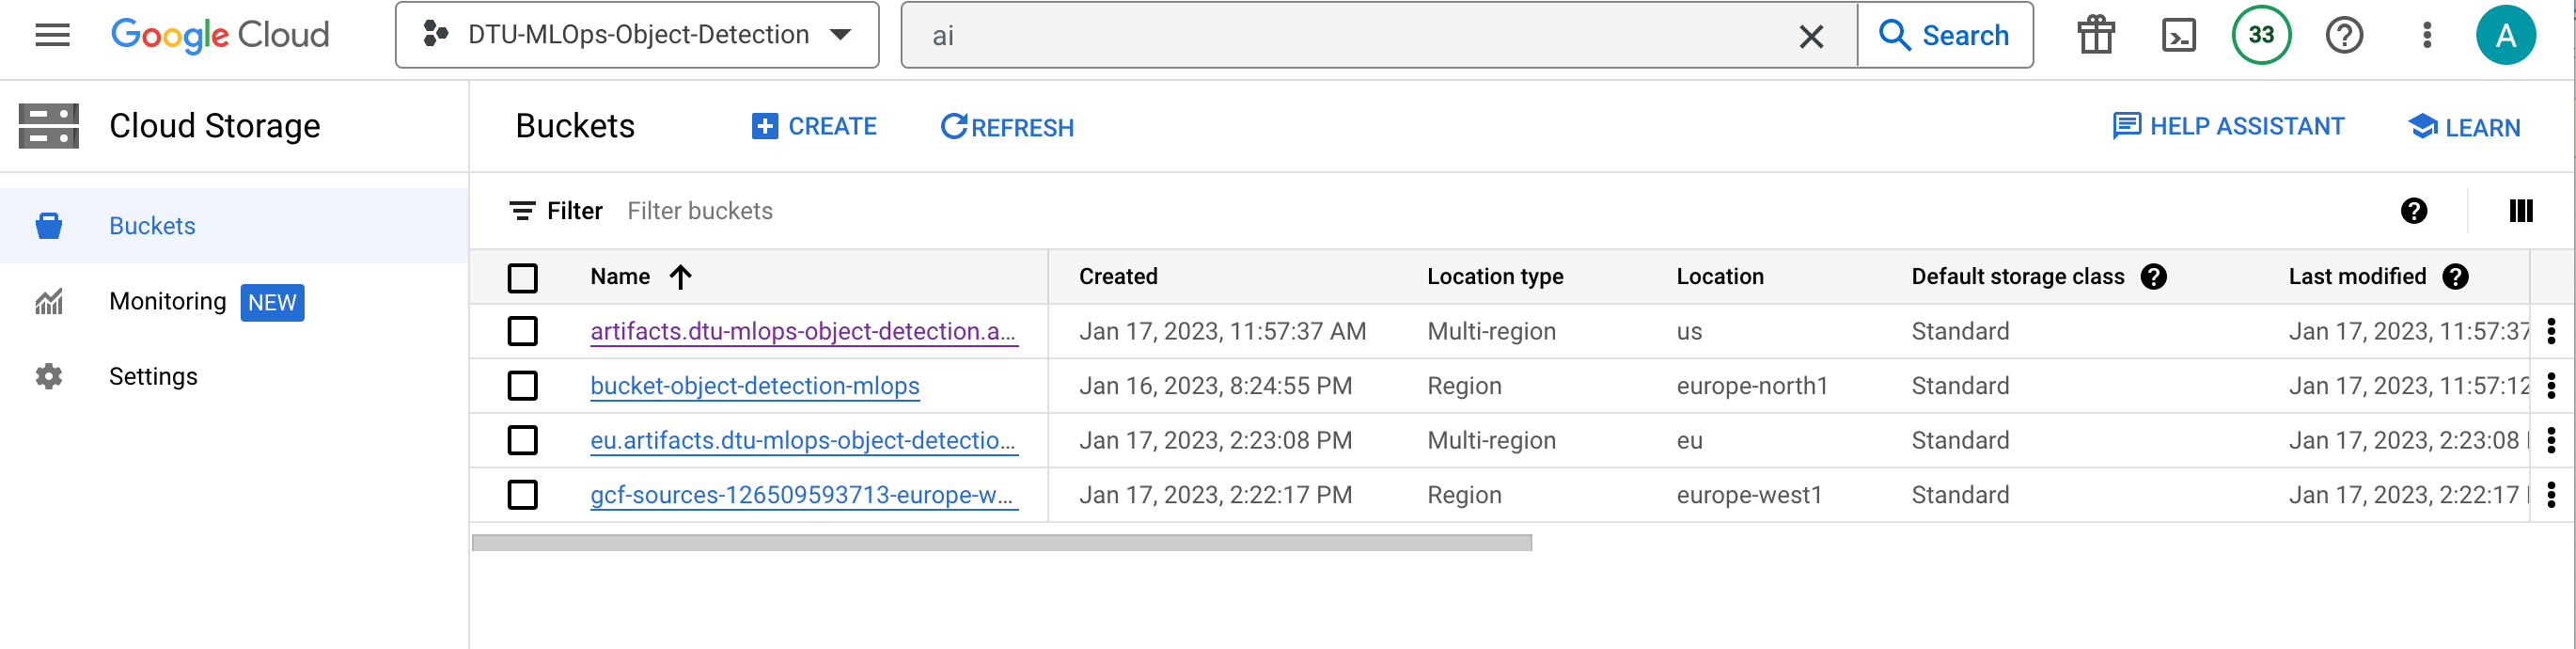 Google Cloud DTU-MLOps-Object-Detection ai Search 33 A
Cloud Storage Buckets CREATE REFRESH HELP ASSISTANT LEARN
Buckets
Monitoring NEW
Settings
Filter Filter buckets
Name Created Location type Location Default storage class Last modified
artifacts.dtu-mlops-object-detection.a... Jan 17, 2023, 11:57:37 AM Multi-region us Standard Jan 17, 2023, 11:57:37
bucket-object-detection-mlops Jan 16, 2023, 8:24:55 PM Region europe-north1 Standard Jan 17, 2023, 11:57:12
eu.artifacts.dtu-mlops-object-detectio... Jan 17, 2023, 2:23:08 PM Multi-region eu Standard Jan 17, 2023, 2:23:08
gcf-sources-126509593713-europe-w... Jan 17, 2023, 2:22:17 PM Region europe-west1 Standard Jan 17, 2023, 2:22:17